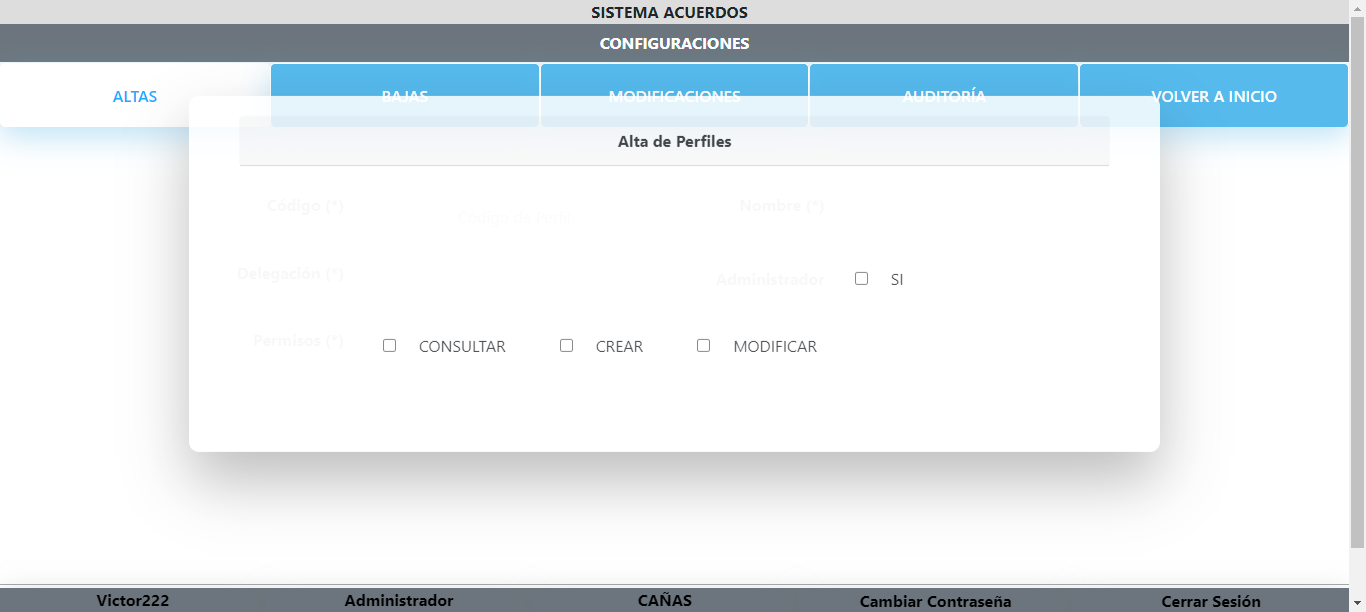 SISTEMA ACUERDOS
CONFIGURACIONES
ALTAS BAJAS MODIFICACIONES AUDITORÍA VOLVER A INICIO
Alta de Perfiles
Código (*) Código de Perfil Nombre (*)
Delegación (*) Administrador SI
Permisos (*) CONSULTAR CREAR MODIFICAR
Victor222 Administrador CAÑAS Cambiar Contraseña Cerrar Sesión